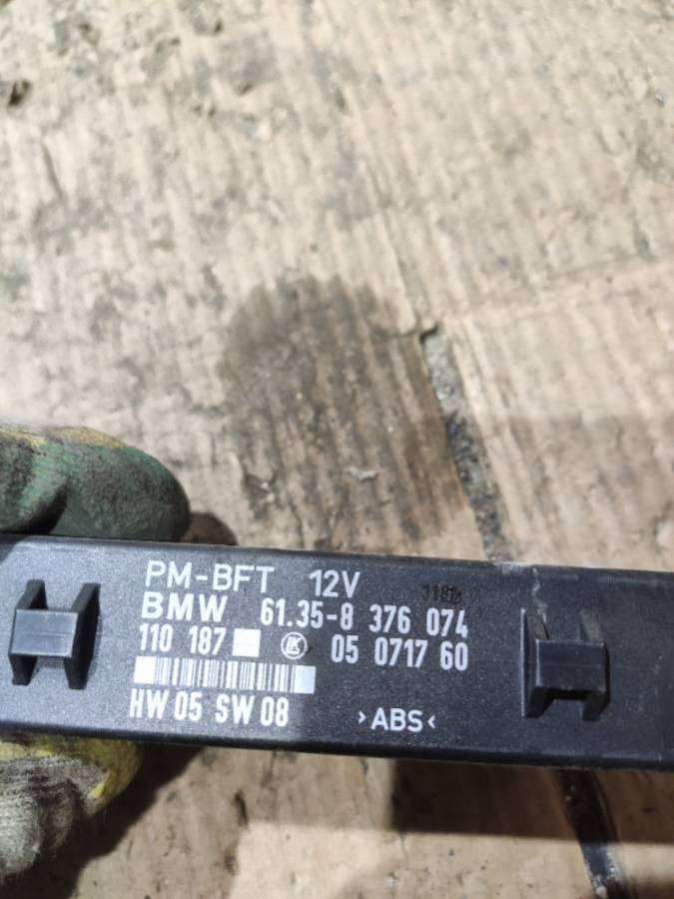 PM-BFT 12V
BMW 61.35-8 376 074
110 187 LK 05 0717 60
HW 05 SW 08 >ABS<